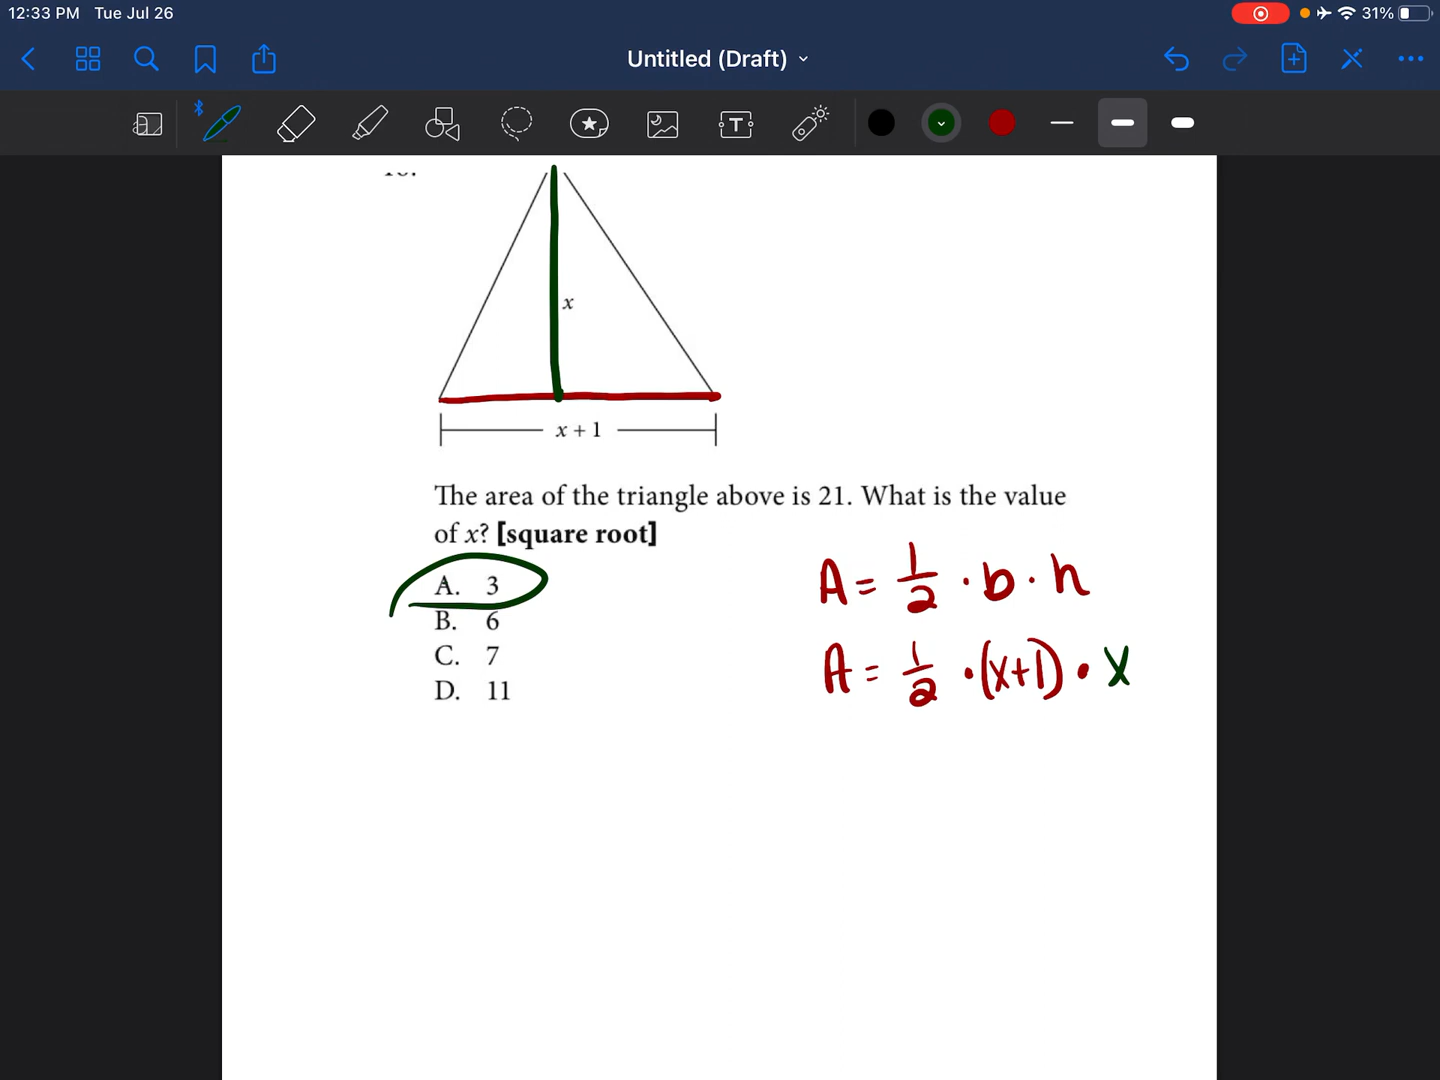 12:33 PM Tue Jul 26
31%
Untitled (Draft)
T
x
x + 1
The area of the triangle above is 21. What is the value
of x? [square root]
A. 3
B. 6
C. 7
D. 11
A = 1/2 · b · h
A = 1/2 · (x+1) · x